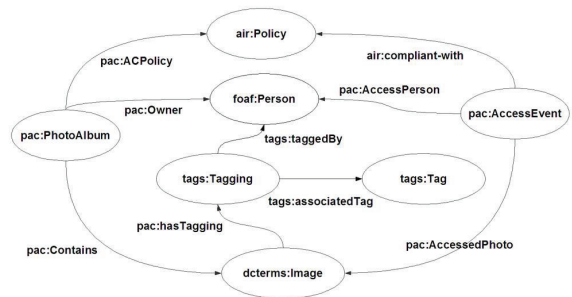 air:Policy
pac:ACPolicy
air:compliant-with
pac:AccessPerson
foaf:Person
pac:Owner
pac:AccessEvent
pac:PhotoAlbum
tags:taggedBy
tags:Tagging
tags:Tag
tags:associatedTag
pac:hasTagging
pac:Contains
pac:AccessedPhoto
dcterms:Image